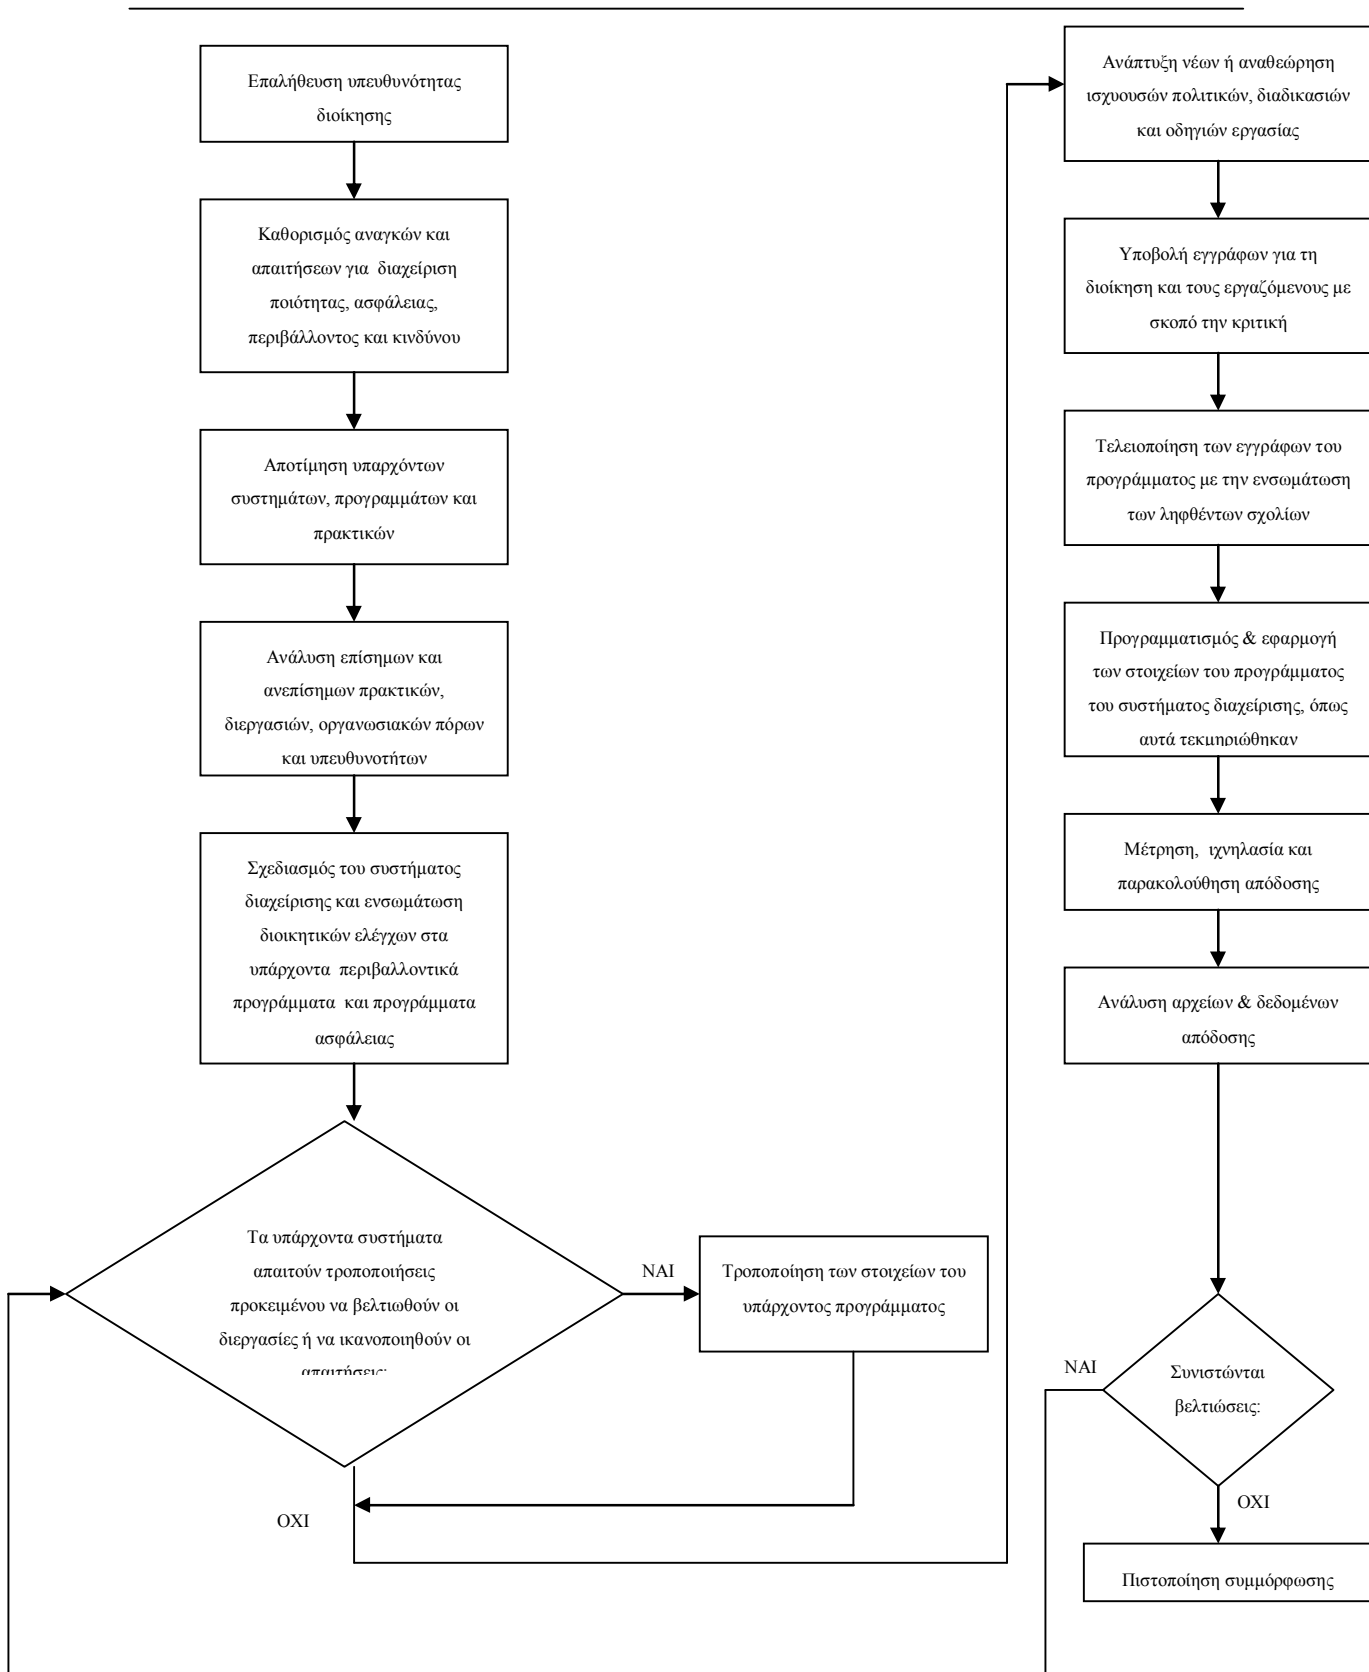 Επαλήθευση υπευθυνότητας
διοίκησης
Καθορισμός αναγκών και
απαιτήσεων για διαχείριση
ποιότητας, ασφάλειας,
περιβάλλοντος και κινδύνου
Αποτίμηση υπαρχόντων
συστημάτων, προγραμμάτων και
πρακτικών
Ανάλυση επίσημων και
ανεπίσημων πρακτικών,
διεργασιών, οργανωσιακών πόρων
και υπευθυνοτήτων
Σχεδιασμός του συστήματος
διαχείρισης και ενσωμάτωση
διοικητικών ελέγχων στα
υπάρχοντα περιβαλλοντικά
προγράμματα και προγράμματα
ασφάλειας
Τα υπάρχοντα συστήματα
απαιτούν τροποποιήσεις
προκειμένου να βελτιωθούν οι
διεργασίες ή να ικανοποιηθούν οι
απαιτήσεις;
ΝΑΙ
Τροποποίηση των στοιχείων του
υπάρχοντος προγράμματος
ΟΧΙ
Ανάπτυξη νέων ή αναθεώρηση
ισχυουσών πολιτικών, διαδικασιών
και οδηγιών εργασίας
Υποβολή εγγράφων για τη
διοίκηση και τους εργαζόμενους με
σκοπό την κριτική
Τελειοποίηση των εγγράφων του
προγράμματος με την ενσωμάτωση
των ληφθέντων σχολίων
Προγραμματισμός & εφαρμογή
των στοιχείων του προγράμματος
του συστήματος διαχείρισης, όπως
αυτά τεκμηριώθηκαν
Μέτρηση, ιχνηλασία και
παρακολούθηση απόδοσης
Ανάλυση αρχείων & δεδομένων
απόδοσης
ΝΑΙ
Συνιστώνται
βελτιώσεις;
ΟΧΙ
Πιστοποίηση συμμόρφωσης